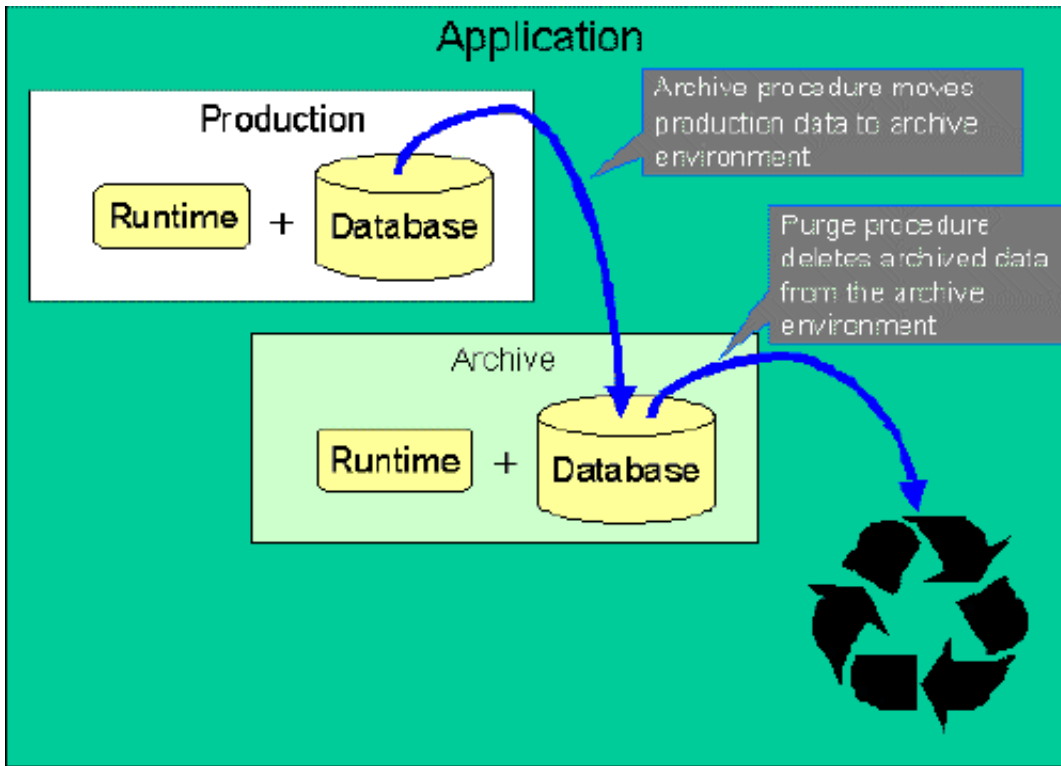 Application
Production
Runtime
+
Database
Archive procedure moves
production data to archive
environment
Purge procedure
deletes archived data
from the archive
environment
Archive
Runtime
+
Database